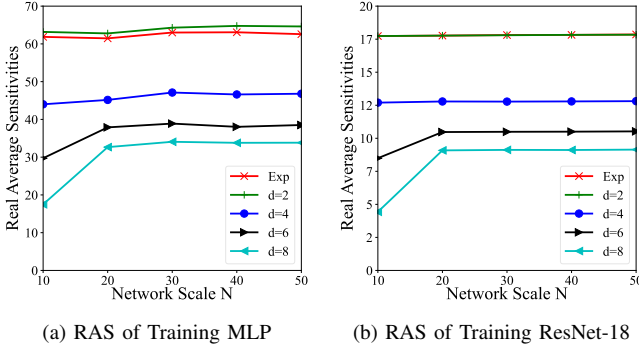 70
60
50
40
30
20
10
0
10 20 30 40 50
Real Average Sensitivities
Network Scale N
Exp
d=2
d=4
d=6
d=8
(a) RAS of Training MLP
20
17
15
12
10
7
5
2
0
10 20 30 40 50
Real Average Sensitivities
Network Scale N
Exp
d=2
d=4
d=6
d=8
(b) RAS of Training ResNet-18